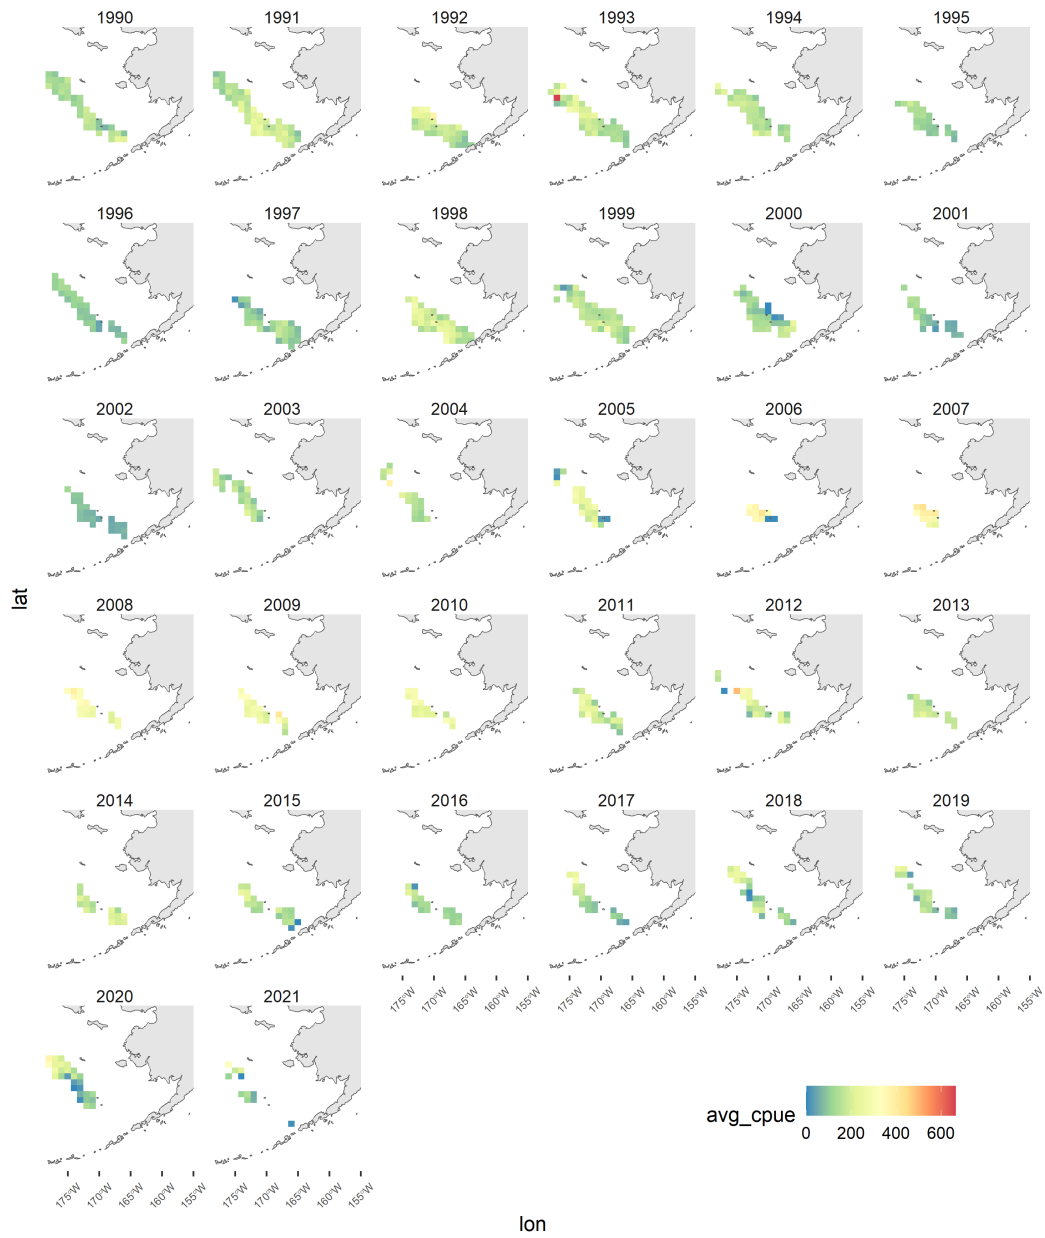 1990 1991 1992 1993 1994 1995
1996 1997 1998 1999 2000 2001
2002 2003 2004 2005 2006 2007
lat
2008 2009 2010 2011 2012 2013
2014 2015 2016 2017 2018 2019
175°W 170°W 165°W 160°W 155°W 175°W 170°W 165°W 160°W 155°W 175°W 170°W 165°W 160°W 155°W 175°W 170°W 165°W 160°W 155°W
2020 2021
avg_cpue
0 200 400 600
175°W 170°W 165°W 160°W 155°W 175°W 170°W 165°W 160°W 155°W
lon